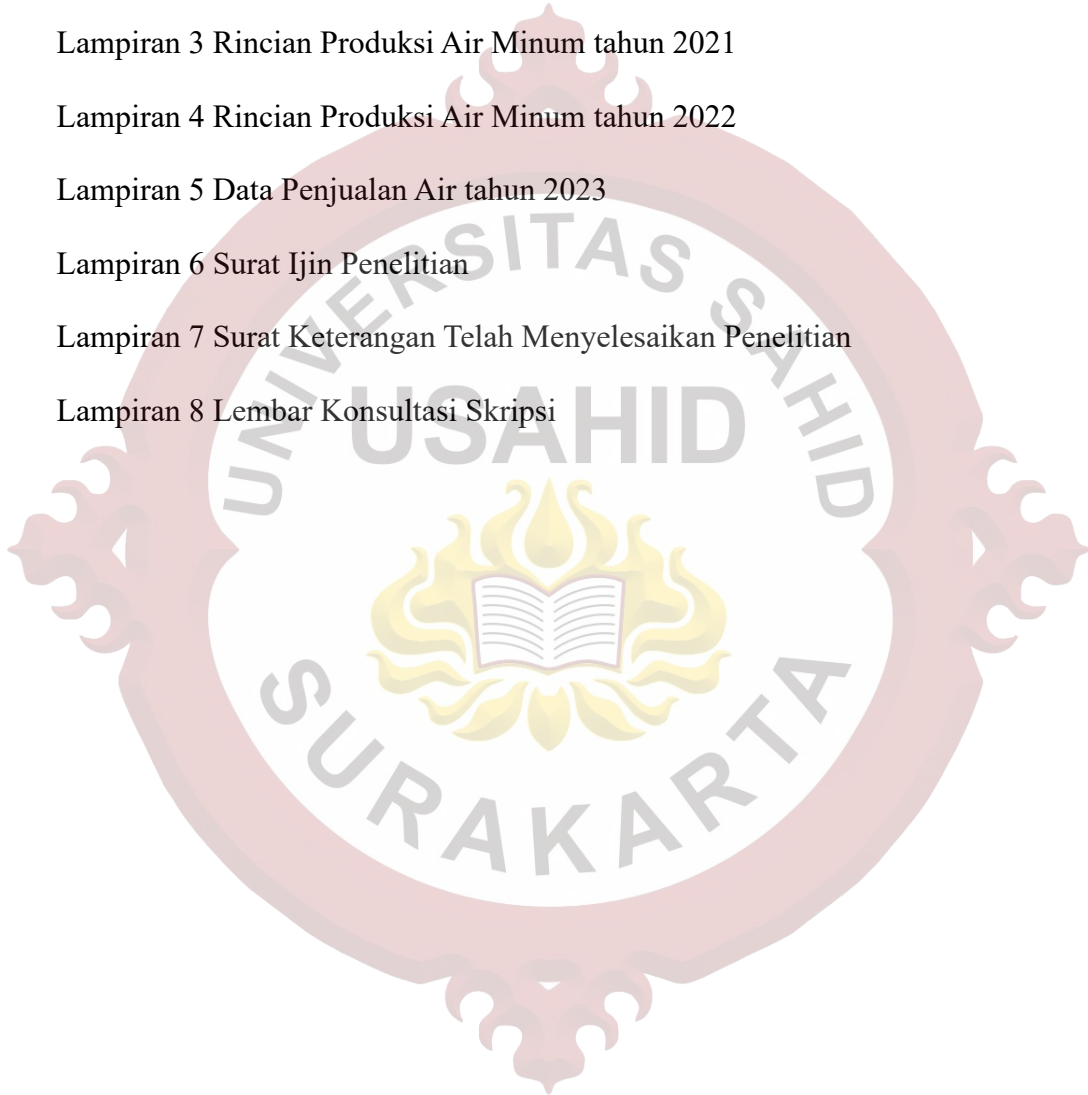 Lampiran 3 Rincian Produksi Air Minum tahun 2021
Lampiran 4 Rincian Produksi Air Minum tahun 2022
Lampiran 5 Data Penjualan Air tahun 2023
Lampiran 6 Surat Ijin Penelitian
Lampiran 7 Surat Keterangan Telah Menyelesaikan Penelitian
Lampiran 8 Lembar Konsultasi Skripsi
UNIVERSITAS SAHID
USAHID
SURAKARTA